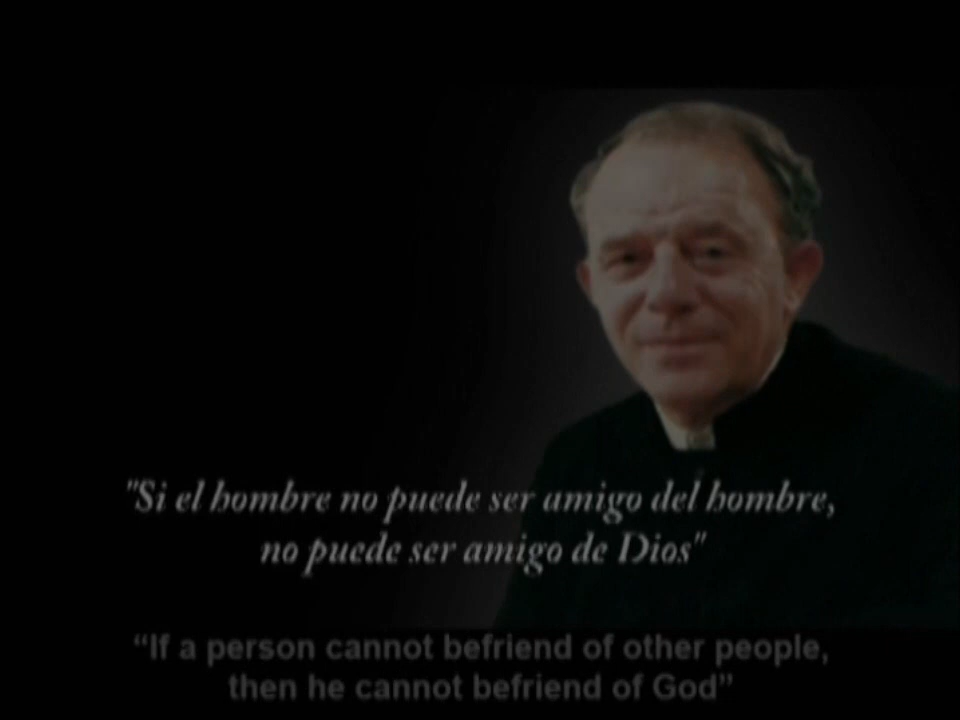 "Si el hombre no puede ser amigo del hombre,
no puede ser amigo de Dios"
“If a person cannot befriend of other people,
then he cannot befriend of God”